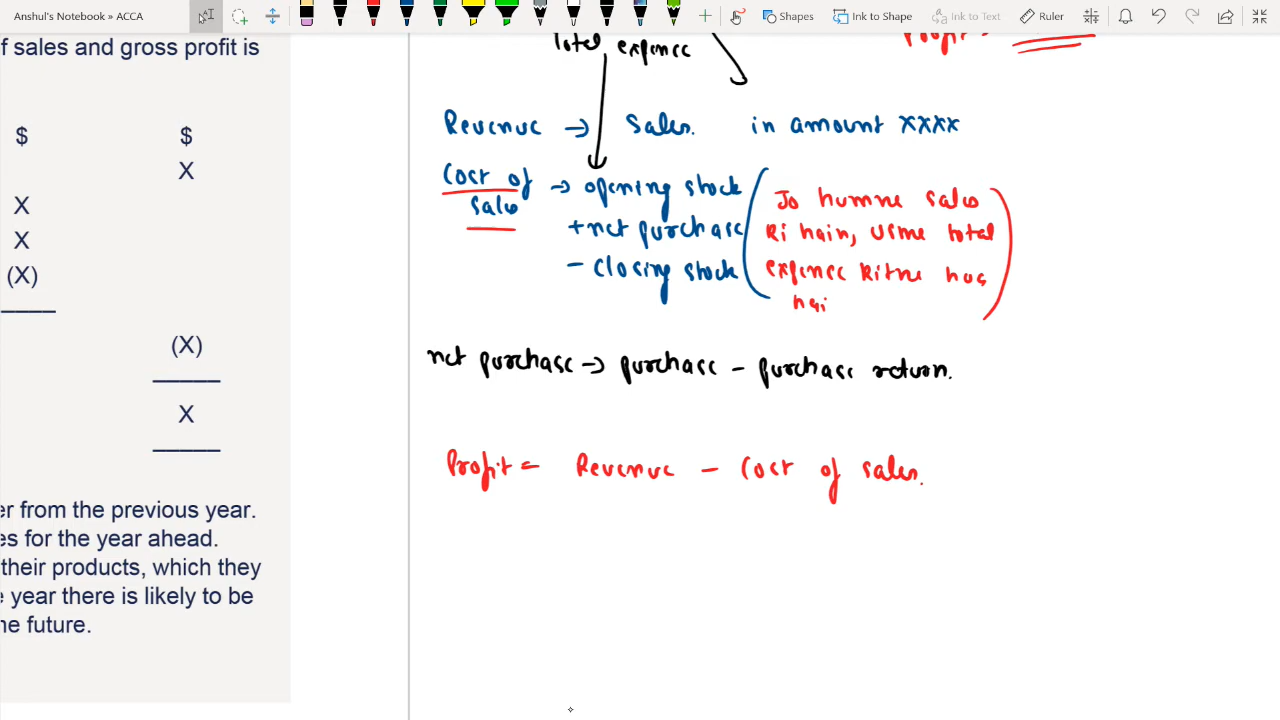 Anshul's Notebook » ACCA
Shapes
Ink to Shape
Ink to Text
Ruler
f sales and gross profit is
$ $
X
X
X
(X)
(X)
X
er from the previous year.
es for the year ahead.
their products, which they
e year there is likely to be
ne future.
Total expence
Profit =
Revenue → Sales. in amount xxxx
Cost of sales → opening stock
+ net purchase
- closing stock
Jo humne sales
Ki hain, Usme total
expence Kitne hua
hai
net purchase → purchase - purchase return.
Profit = Revenue - Cost of sales.